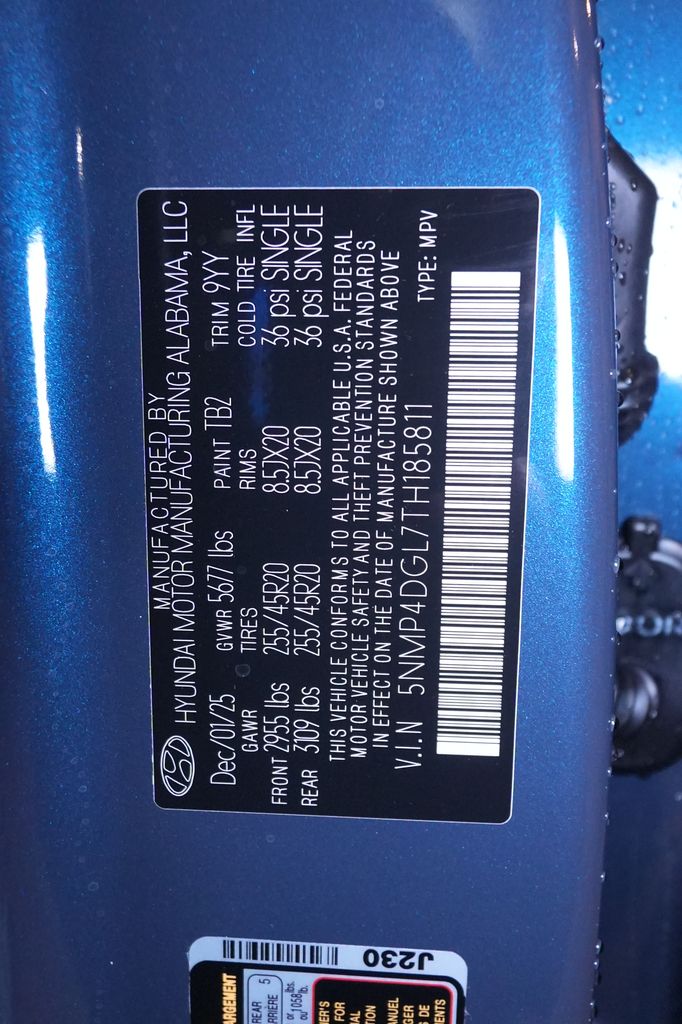 MANUFACTURED BY
HYUNDAI MOTOR MANUFACTURING ALABAMA, LLC
Dec/01/25 GVWR 5677 lbs PAINT TB2 TRIM 9YY
GAWR TIRES RIMS COLD TIRE INFL
FRONT 2955 lbs 255/45R20 8.5JX20 36 psi SINGLE
REAR 3109 lbs 255/45R20 8.5JX20 36 psi SINGLE
THIS VEHICLE CONFORMS TO ALL APPLICABLE U.S.A. FEDERAL
MOTOR VEHICLE SAFETY AND THEFT PREVENTION STANDARDS
IN EFFECT ON THE DATE OF MANUFACTURE SHOWN ABOVE
V.I.N 5NMP4DGL7TH185811 TYPE: MPV
J230
REAR 5